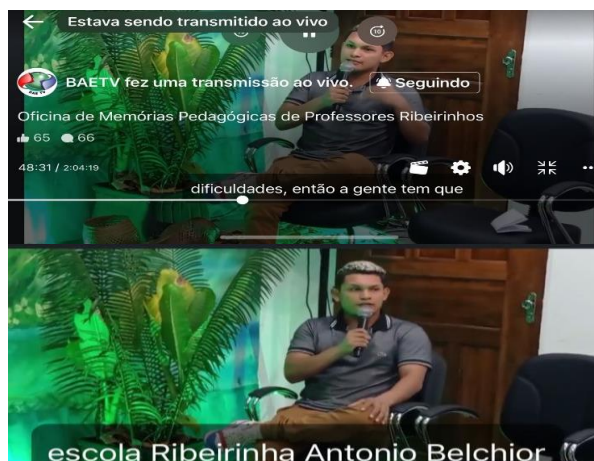 Estava sendo transmitido ao vivo
10
BAETV fez uma transmissão ao vivo. Seguindo
Oficina de Memórias Pedagógicas de Professores Ribeirinhos
65 66
48:31 / 2:04:19
dificuldades, então a gente tem que
escola Ribeirinha Antonio Belchior